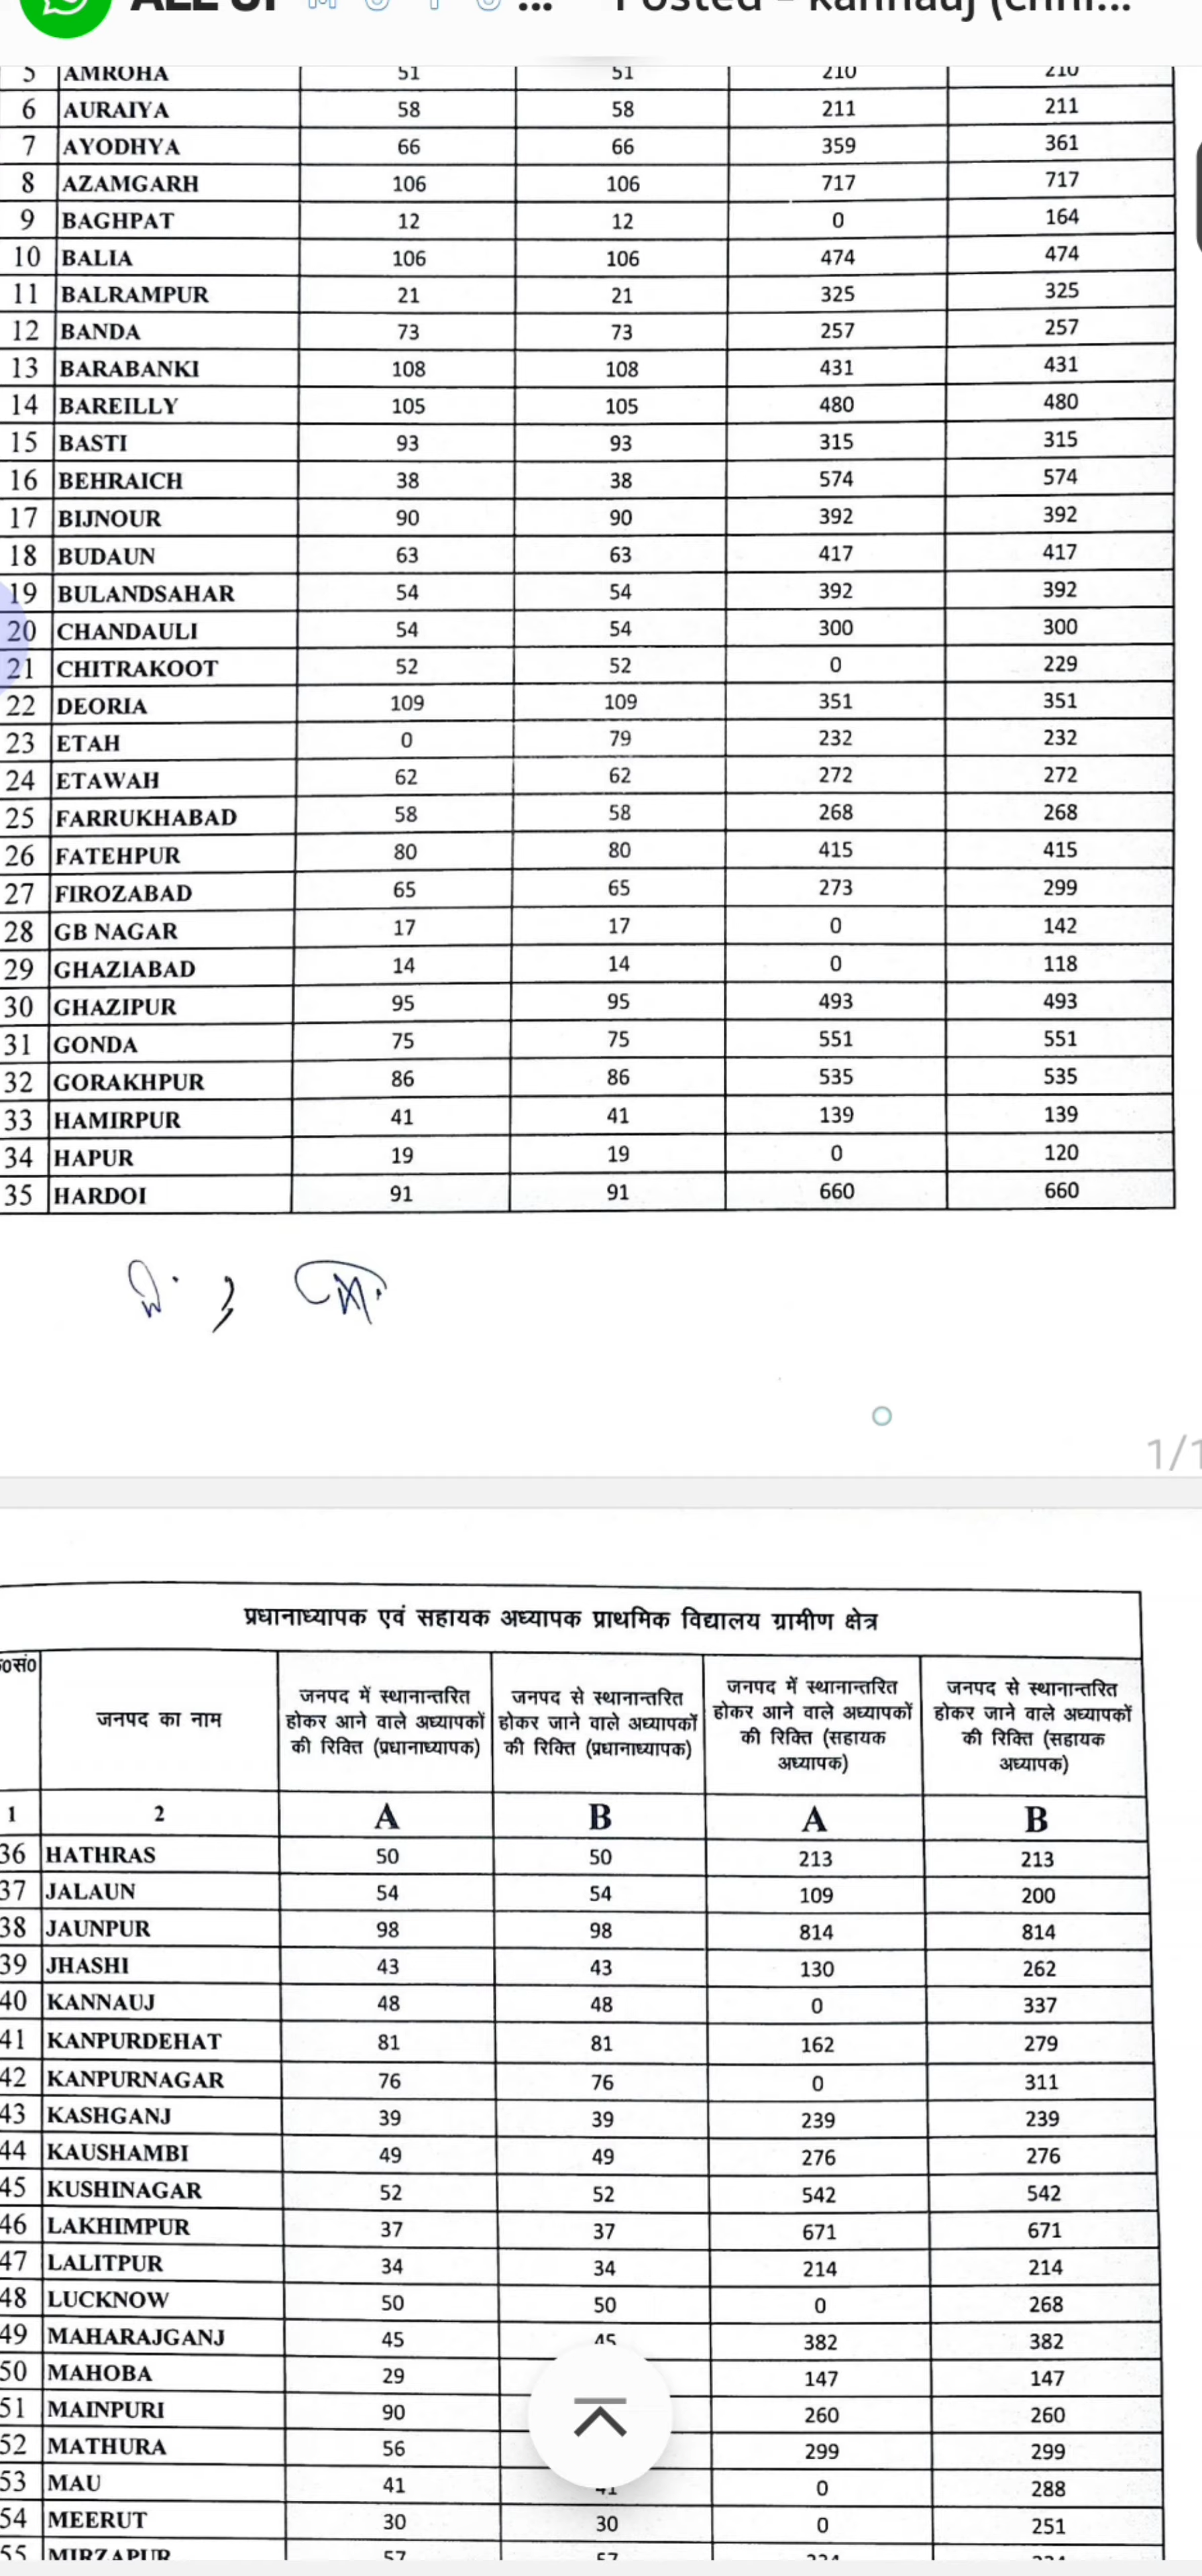 5 AMROHA 51 51 210 210
6 AURAIYA 58 58 211 211
7 AYODHYA 66 66 359 361
8 AZAMGARH 106 106 717 717
9 BAGHPAT 12 12 0 164
10 BALIA 106 106 474 474
11 BALRAMPUR 21 21 325 325
12 BANDA 73 73 257 257
13 BARABANKI 108 108 431 431
14 BAREILLY 105 105 480 480
15 BASTI 93 93 315 315
16 BEHRAICH 38 38 574 574
17 BIJNOUR 90 90 392 392
18 BUDAUN 63 63 417 417
19 BULANDSAHAR 54 54 392 392
20 CHANDAULI 54 54 300 300
21 CHITRAKOOT 52 52 0 229
22 DEORIA 109 109 351 351
23 ETAH 0 79 232 232
24 ETAWAH 62 62 272 272
25 FARRUKHABAD 58 58 268 268
26 FATEHPUR 80 80 415 415
27 FIROZABAD 65 65 273 299
28 GB NAGAR 17 17 0 142
29 GHAZIABAD 14 14 0 118
30 GHAZIPUR 95 95 493 493
31 GONDA 75 75 551 551
32 GORAKHPUR 86 86 535 535
33 HAMIRPUR 41 41 139 139
34 HAPUR 19 19 0 120
35 HARDOI 91 91 660 660
1/1
प्रधानाध्यापक एवं सहायक अध्यापक प्राथमिक विद्यालय ग्रामीण क्षेत्र
जनपद का नाम
जनपद में स्थानान्तरित
होकर आने वाले अध्यापकों
की रिक्ति (प्रधानाध्यापक)
जनपद से स्थानान्तरित
होकर जाने वाले अध्यापकों
की रिक्ति (प्रधानाध्यापक)
जनपद में स्थानान्तरित
होकर आने वाले अध्यापकों
की रिक्ति (सहायक
अध्यापक)
जनपद से स्थानान्तरित
होकर जाने वाले अध्यापकों
की रिक्ति (सहायक
अध्यापक)
1 2 A B A B
36 HATHRAS 50 50 213 213
37 JALAUN 54 54 109 200
38 JAUNPUR 98 98 814 814
39 JHASHI 43 43 130 262
40 KANNAUJ 48 48 0 337
41 KANPURDEHAT 81 81 162 279
42 KANPURNAGAR 76 76 0 311
43 KASHGANJ 39 39 239 239
44 KAUSHAMBI 49 49 276 276
45 KUSHINAGAR 52 52 542 542
46 LAKHIMPUR 37 37 671 671
47 LALITPUR 34 34 214 214
48 LUCKNOW 50 50 0 268
49 MAHARAJGANJ 45 45 382 382
50 MAHOBA 29 147 147
51 MAINPURI 90 260 260
52 MATHURA 56 299 299
53 MAU 41 41 0 288
54 MEERUT 30 30 0 251
55 MIRZAPUR 57 57